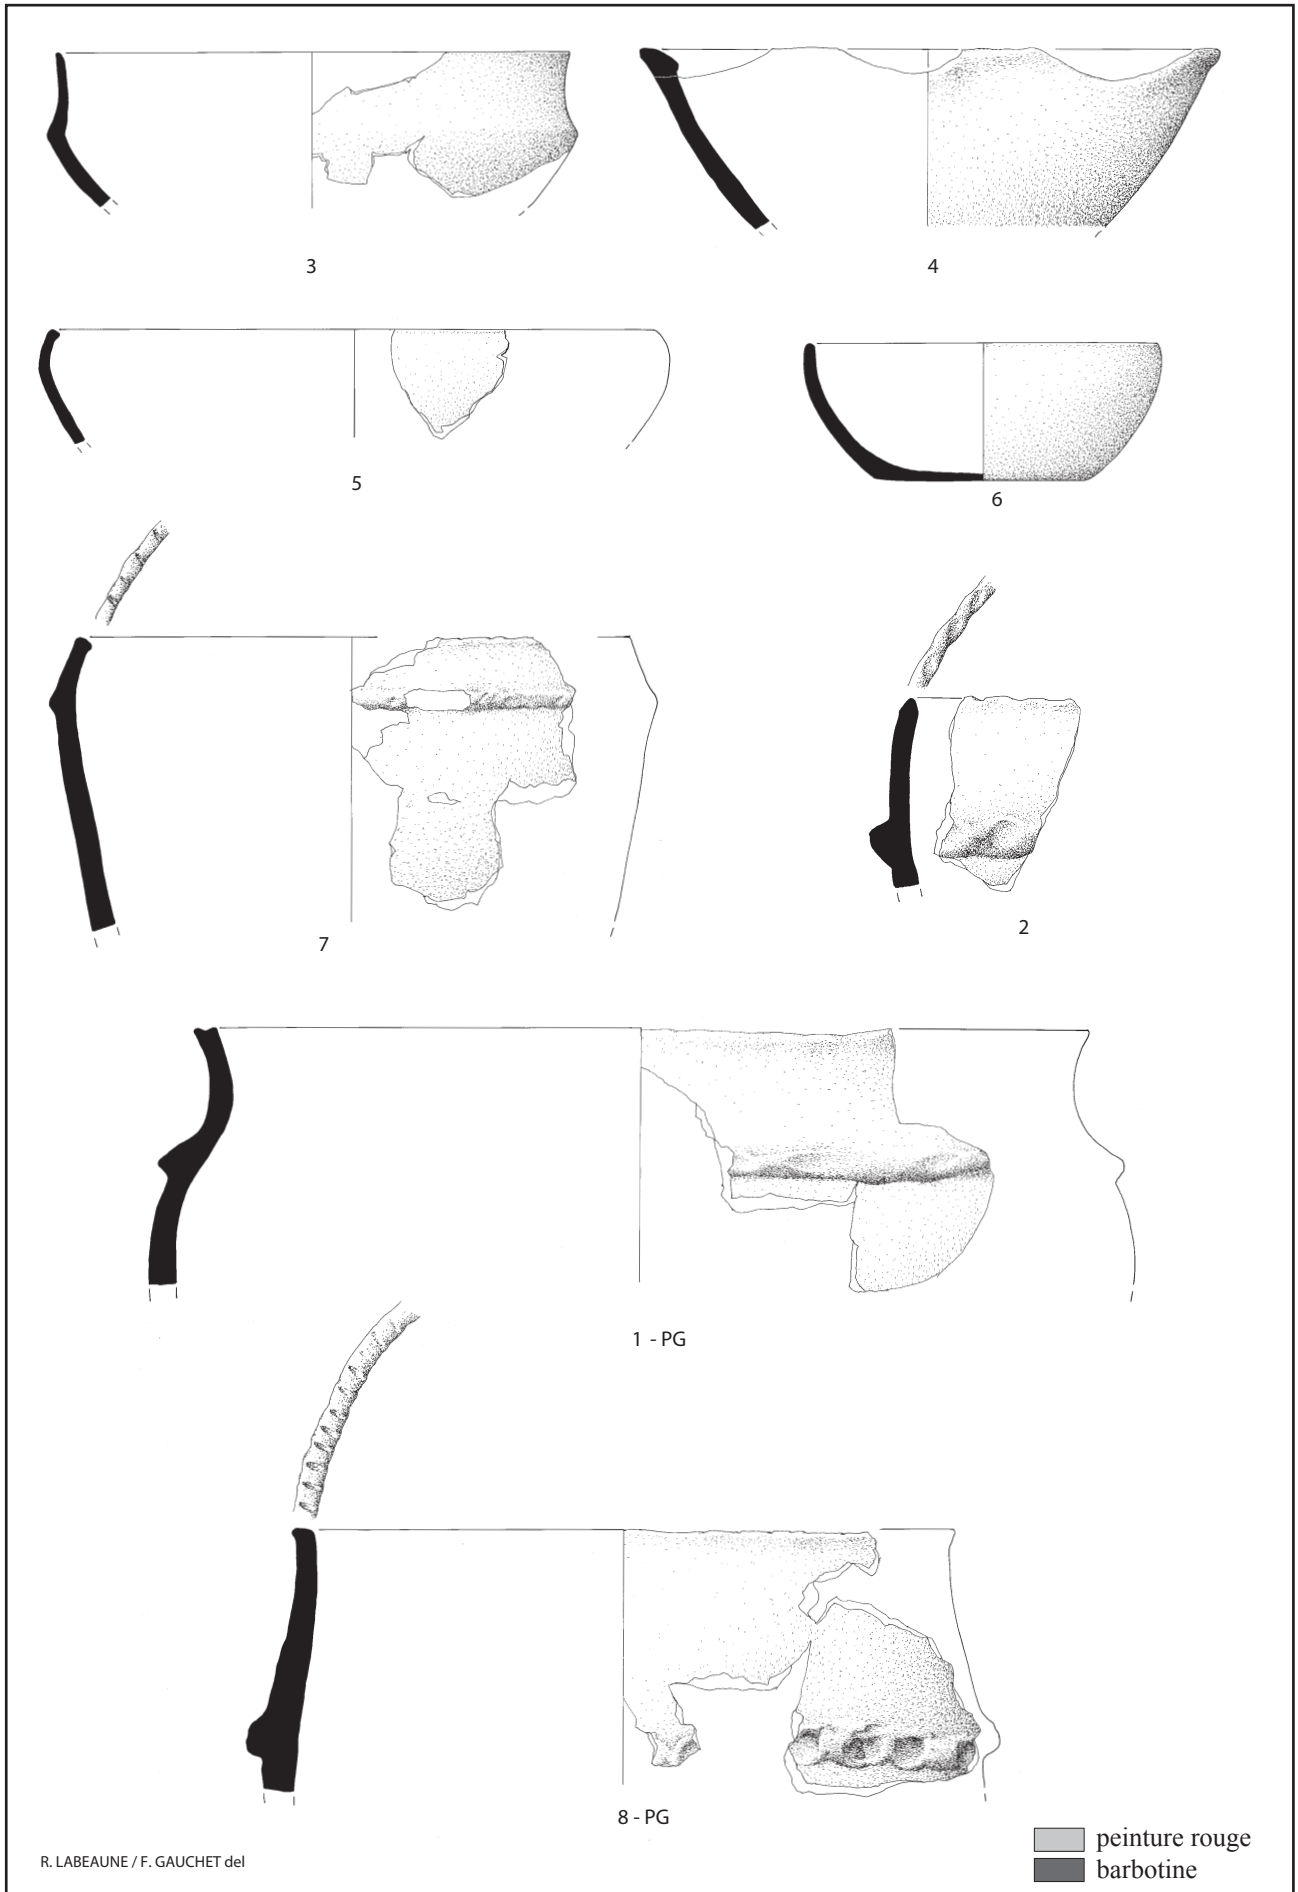 3
4
5
6
7
2
1 - PG
8 - PG
R. LABEAUNE / F. GAUCHET del
peinture rouge
barbotine